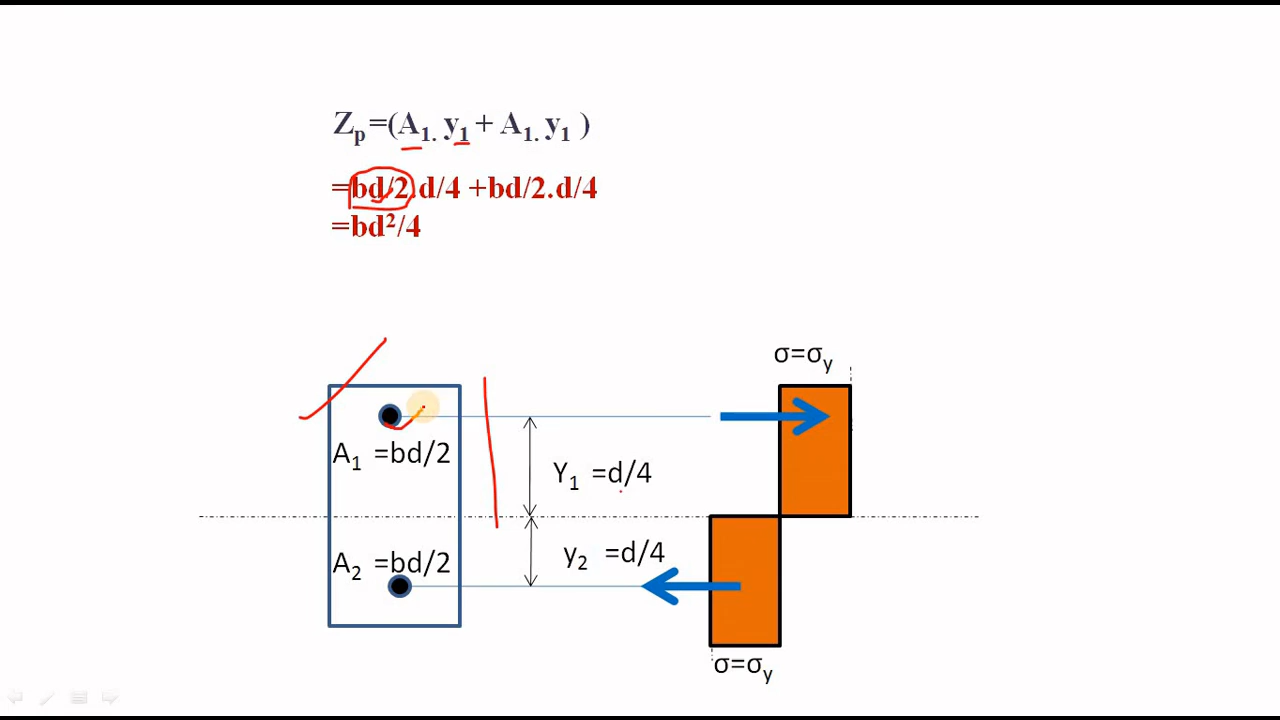 Zₚ=(A₁. y₁ + A₁. y₁ )
=bd/2.d/4 +bd/2.d/4
=bd²/4
σ=σy
A₁ =bd/2
Y₁ =d/4
A₂ =bd/2
y₂ =d/4
σ=σy